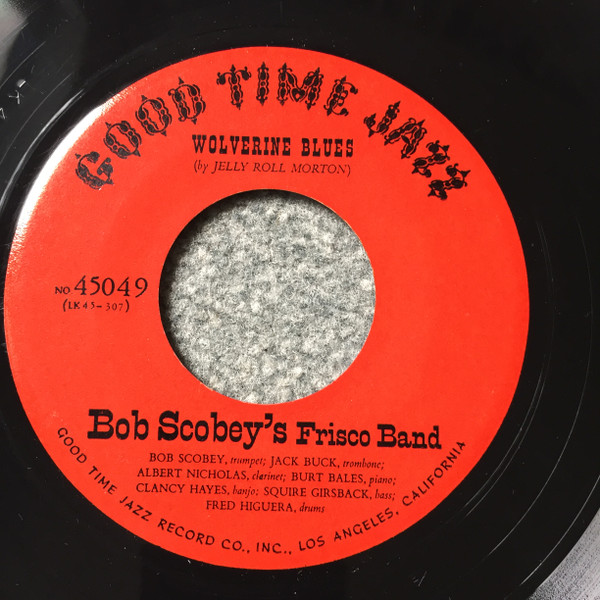 GOOD TIME JAZZ
WOLVERINE BLUES
(by JELLY ROLL MORTON)
NO 45049
(LK45-307)
Bob Scobey's Frisco Band
BOB SCOBEY, trumpet; JACK BUCK, trombone;
ALBERT NICHOLAS, clarinet; BURT BALES, piano;
CLANCY HAYES, banjo; SQUIRE GIRSBACK, bass;
FRED HIGUERA, drums
GOOD TIME JAZZ RECORD CO., INC., LOS ANGELES, CALIFORNIA